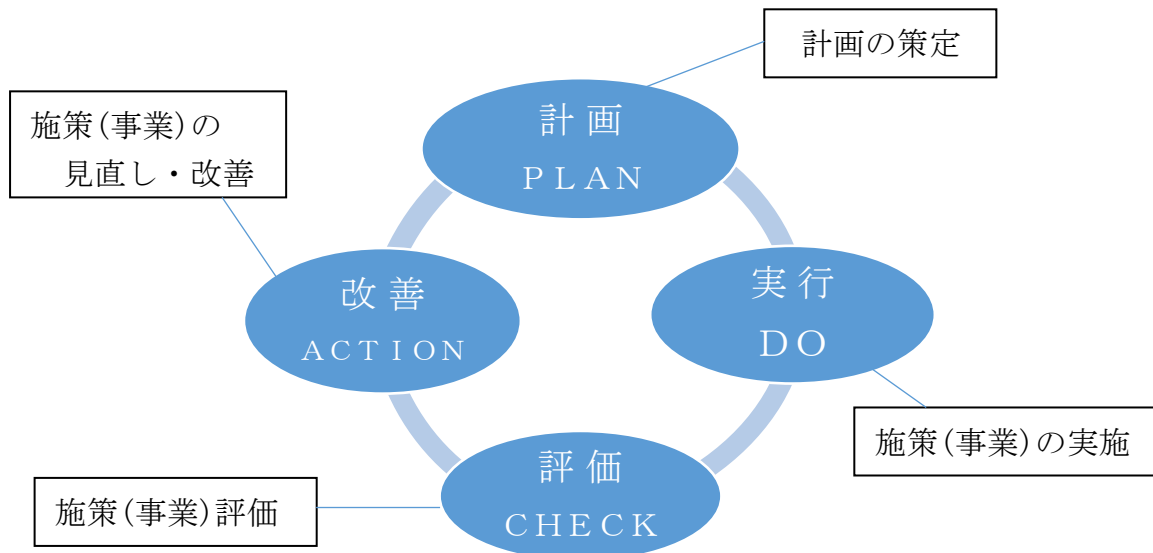 計画の策定
計画
ＰＬＡＮ
施策(事業)の
見直し・改善
実行
ＤＯ
施策(事業)の実施
評価
ＣＨＥＣＫ
施策(事業)評価
改善
ＡＣＴＩＯＮ